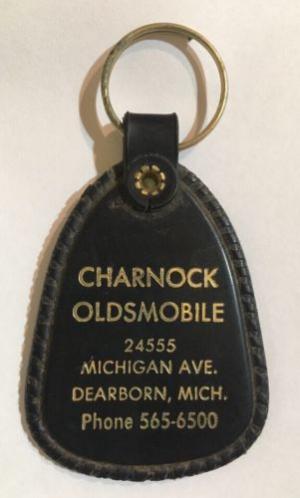 CHARNOCK
OLDSMOBILE
24555
MICHIGAN AVE.
DEARBORN, MICH.
Phone 565-6500